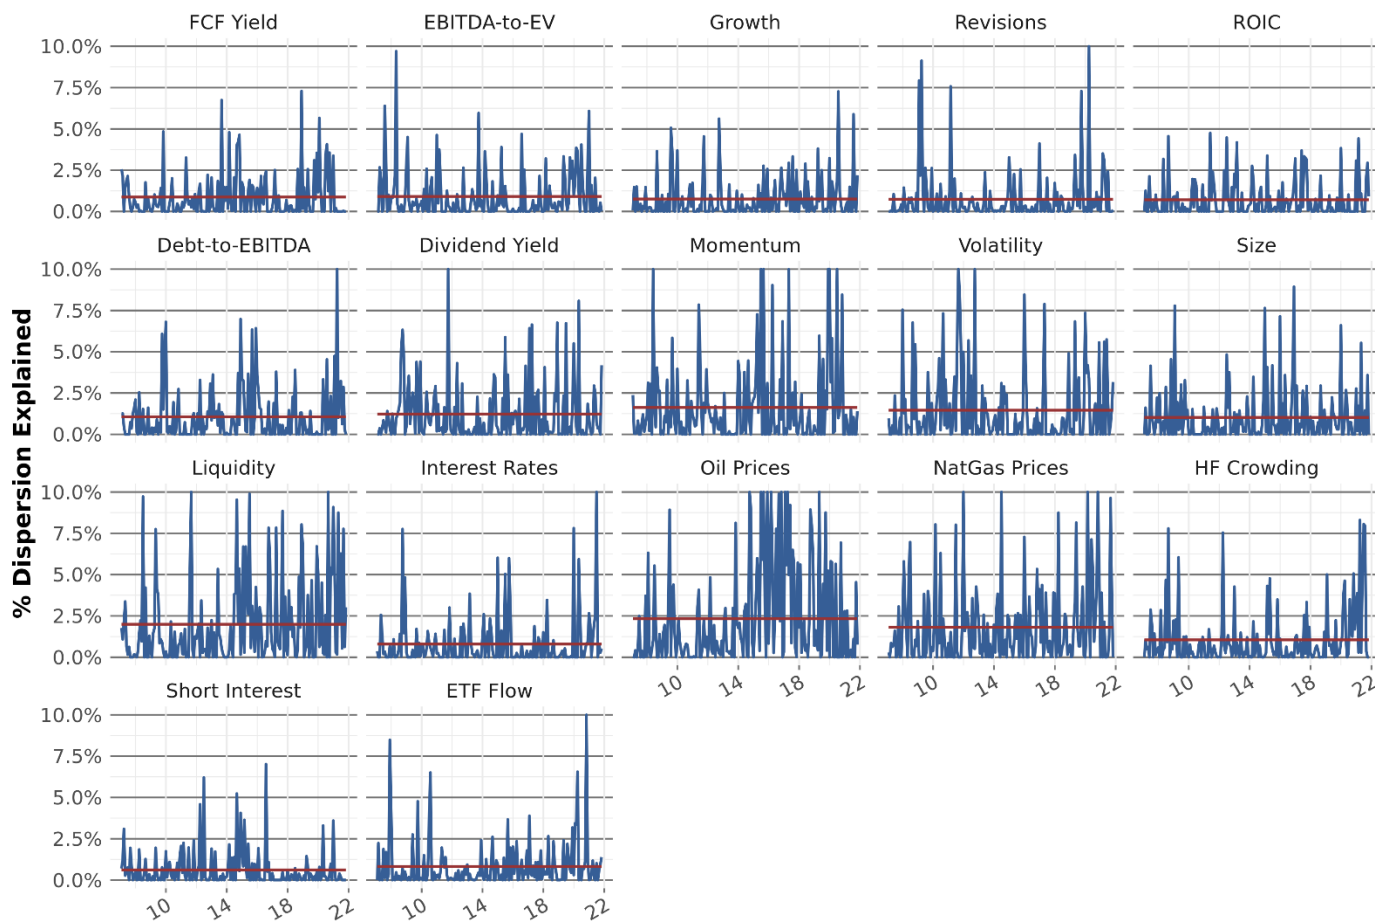 FCF Yield EBITDA-to-EV Growth Revisions ROIC
10.0%
7.5%
5.0%
2.5%
0.0%
Debt-to-EBITDA Dividend Yield Momentum Volatility Size
10.0%
7.5%
5.0%
2.5%
0.0%
% Dispersion Explained
Liquidity Interest Rates Oil Prices NatGas Prices HF Crowding
10.0%
7.5%
5.0%
2.5%
0.0%
10 14 18 22 10 14 18 22 10 14 18 22
Short Interest ETF Flow
10.0%
7.5%
5.0%
2.5%
0.0%
10 14 18 22 10 14 18 22